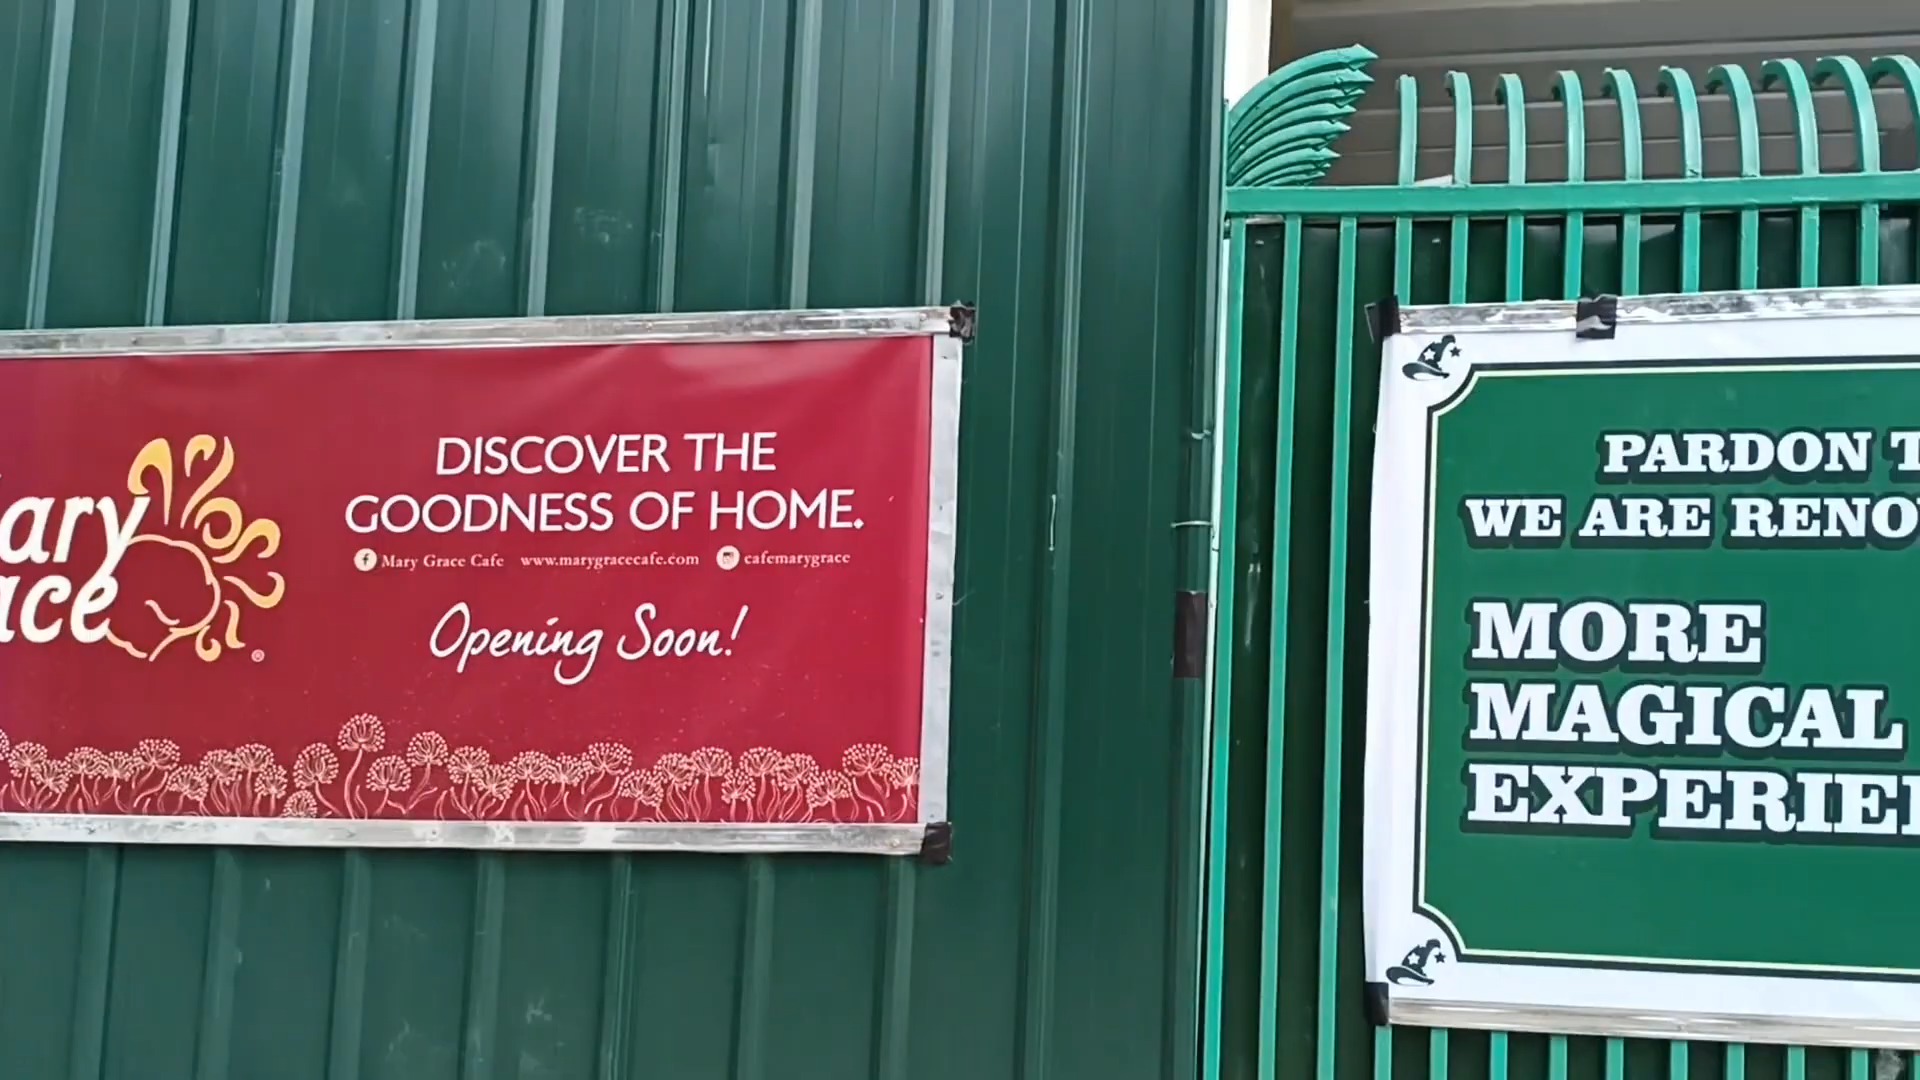 ary
ace
®
DISCOVER THE
GOODNESS OF HOME.
Mary Grace Cafe www.marygracecafe.com cafemarygrace
Opening Soon!
PARDON T
WE ARE RENO
MORE
MAGICAL
EXPERIE